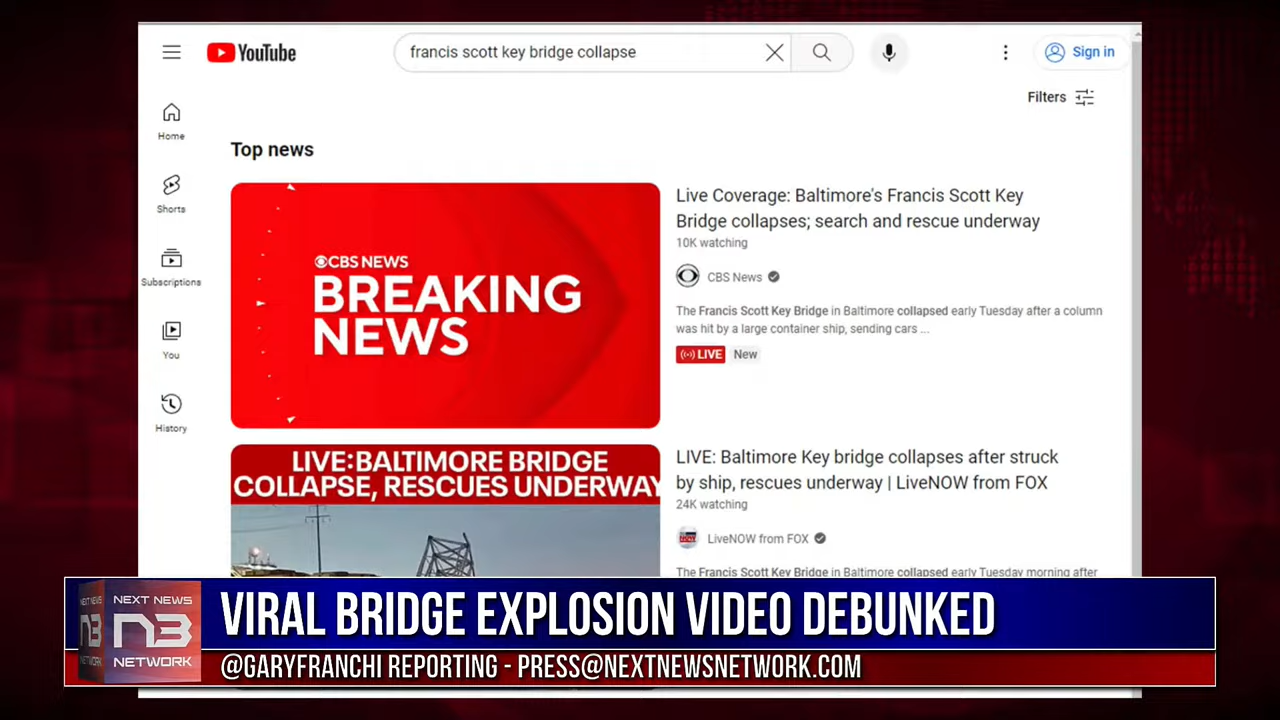 YouTube
francis scott key bridge collapse
Sign in
Filters
Home
Shorts
Subscriptions
You
History
Top news
CBS NEWS
BREAKING
NEWS
Live Coverage: Baltimore's Francis Scott Key
Bridge collapses; search and rescue underway
10K watching
CBS News
The Francis Scott Key Bridge in Baltimore collapsed early Tuesday after a column
was hit by a large container ship, sending cars ...
LIVE New
LIVE:BALTIMORE BRIDGE
COLLAPSE, RESCUES UNDERWAY
LIVE: Baltimore Key bridge collapses after struck
by ship, rescues underway | LiveNOW from FOX
24K watching
LiveNOW from FOX
The Francis Scott Key Bridge in Baltimore collapsed early Tuesday morning after
NEXT NEWS
N3
NETWORK
NEXT NEWS
N3
NETWORK
VIRAL BRIDGE EXPLOSION VIDEO DEBUNKED
@GARYFRANCHI REPORTING - PRESS@NEXTNEWSNETWORK.COM